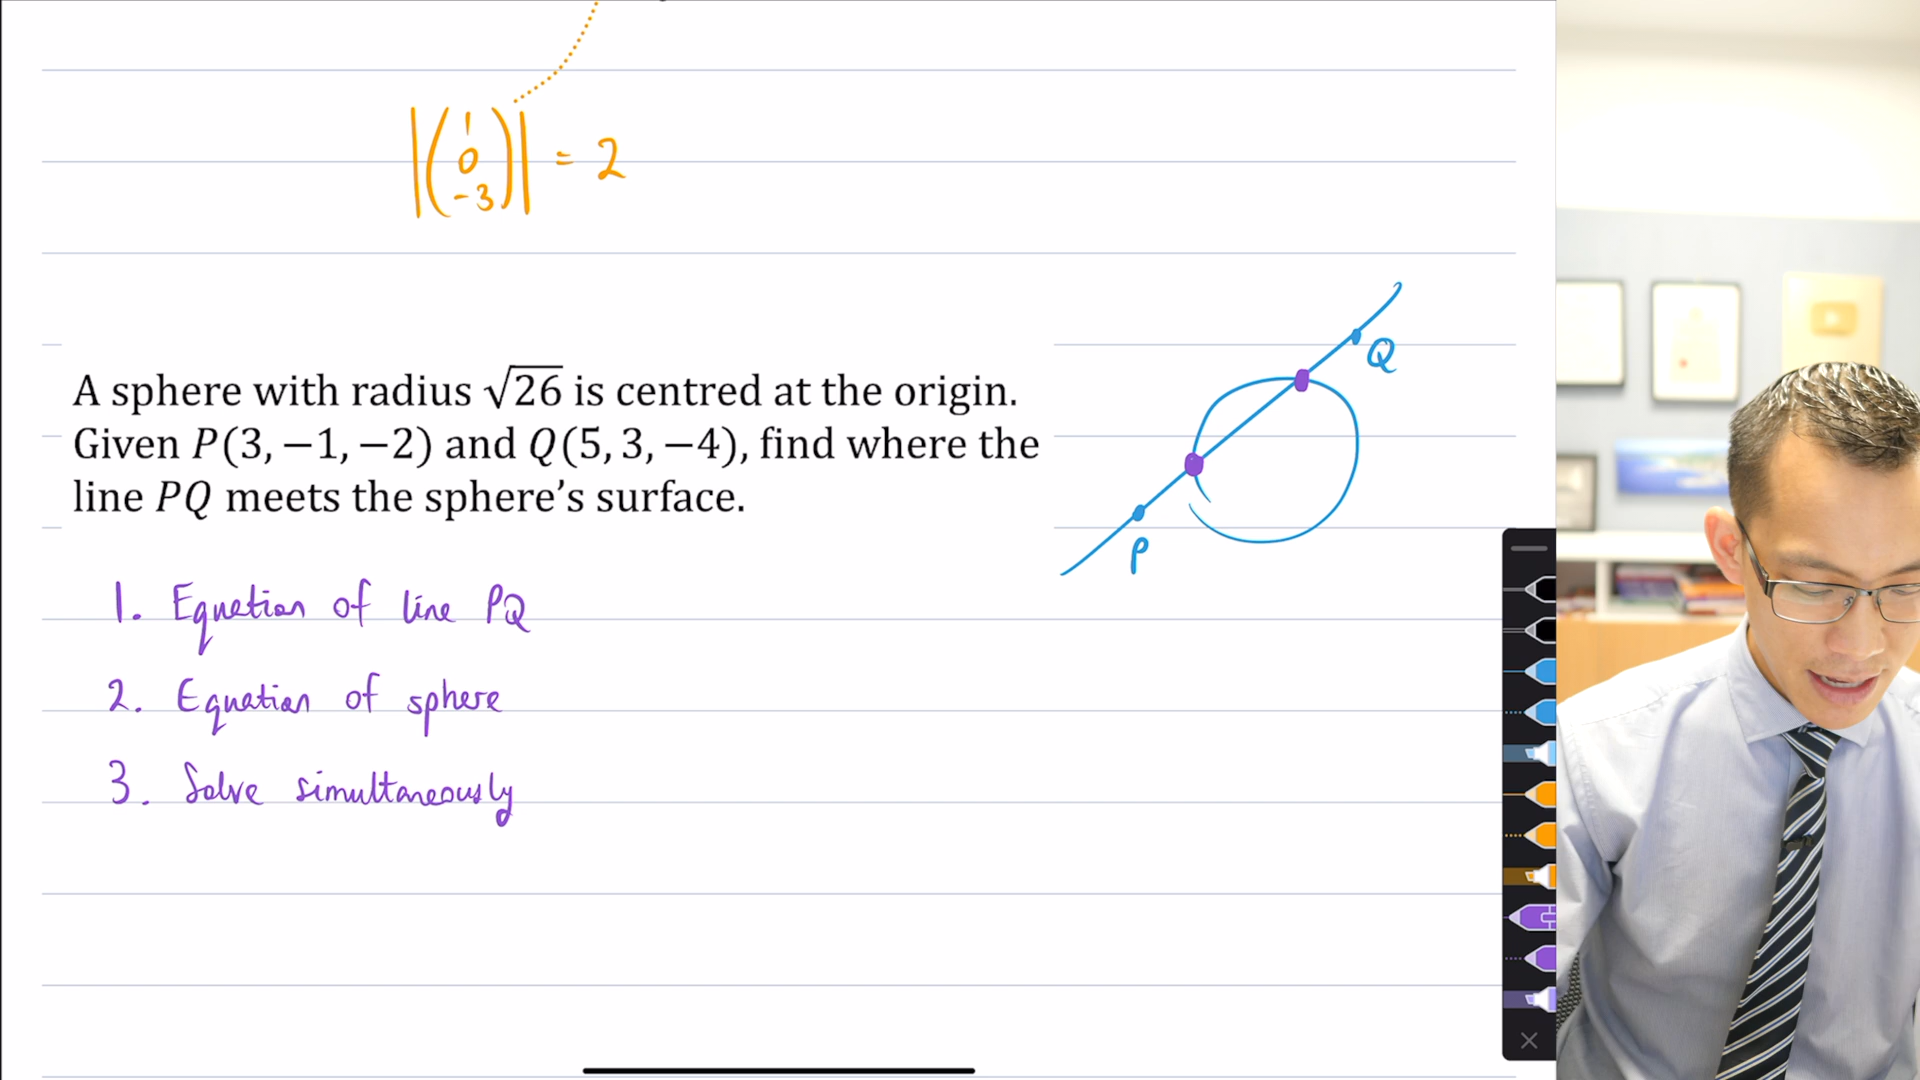 |(1 0 -3)| = 2
A sphere with radius √26 is centred at the origin.
Given P(3, −1, −2) and Q(5, 3, −4), find where the
line PQ meets the sphere’s surface.
Q
P
1. Equation of line PQ
2. Equation of sphere
3. Solve simultaneously